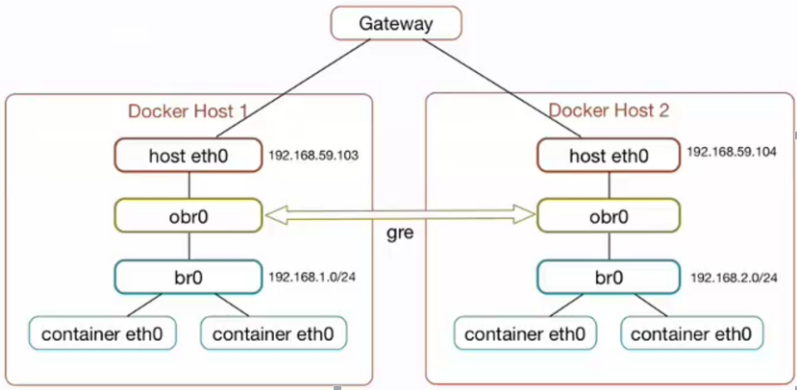 Gateway
Docker Host 1
Docker Host 2
host eth0
192.168.59.103
host eth0
192.168.59.104
obr0
obr0
gre
br0
192.168.1.0/24
br0
192.168.2.0/24
container eth0
container eth0
container eth0
container eth0